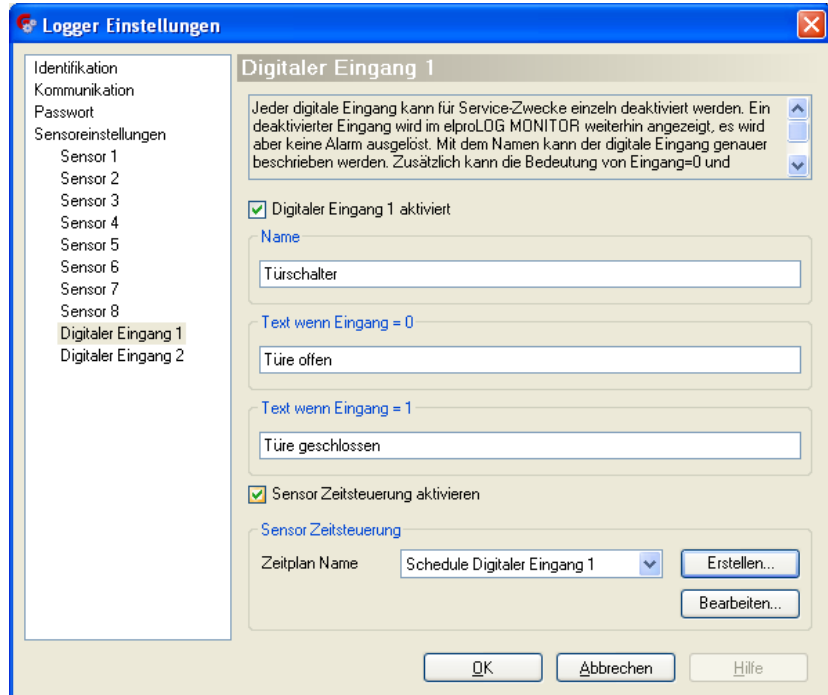 Logger Einstellungen
Identifikation
Kommunikation
Passwort
Sensoreinstellungen
Sensor 1
Sensor 2
Sensor 3
Sensor 4
Sensor 5
Sensor 6
Sensor 7
Sensor 8
Digitaler Eingang 1
Digitaler Eingang 2
Digitaler Eingang 1
Jeder digitale Eingang kann für Service-Zwecke einzeln deaktiviert werden. Ein
deaktivierter Eingang wird im elproLOG MONITOR weiterhin angezeigt, es wird
aber keine Alarm ausgelöst. Mit dem Namen kann der digitale Eingang genauer
beschrieben werden. Zusätzlich kann die Bedeutung von Eingang=0 und
Digitaler Eingang 1 aktiviert
Name
Türschalter
Text wenn Eingang = 0
Türe offen
Text wenn Eingang = 1
Türe geschlossen
Sensor Zeitsteuerung aktivieren
Sensor Zeitsteuerung
Zeitplan Name
Schedule Digitaler Eingang 1
Erstellen...
Bearbeiten...
OK
Abbrechen
Hilfe